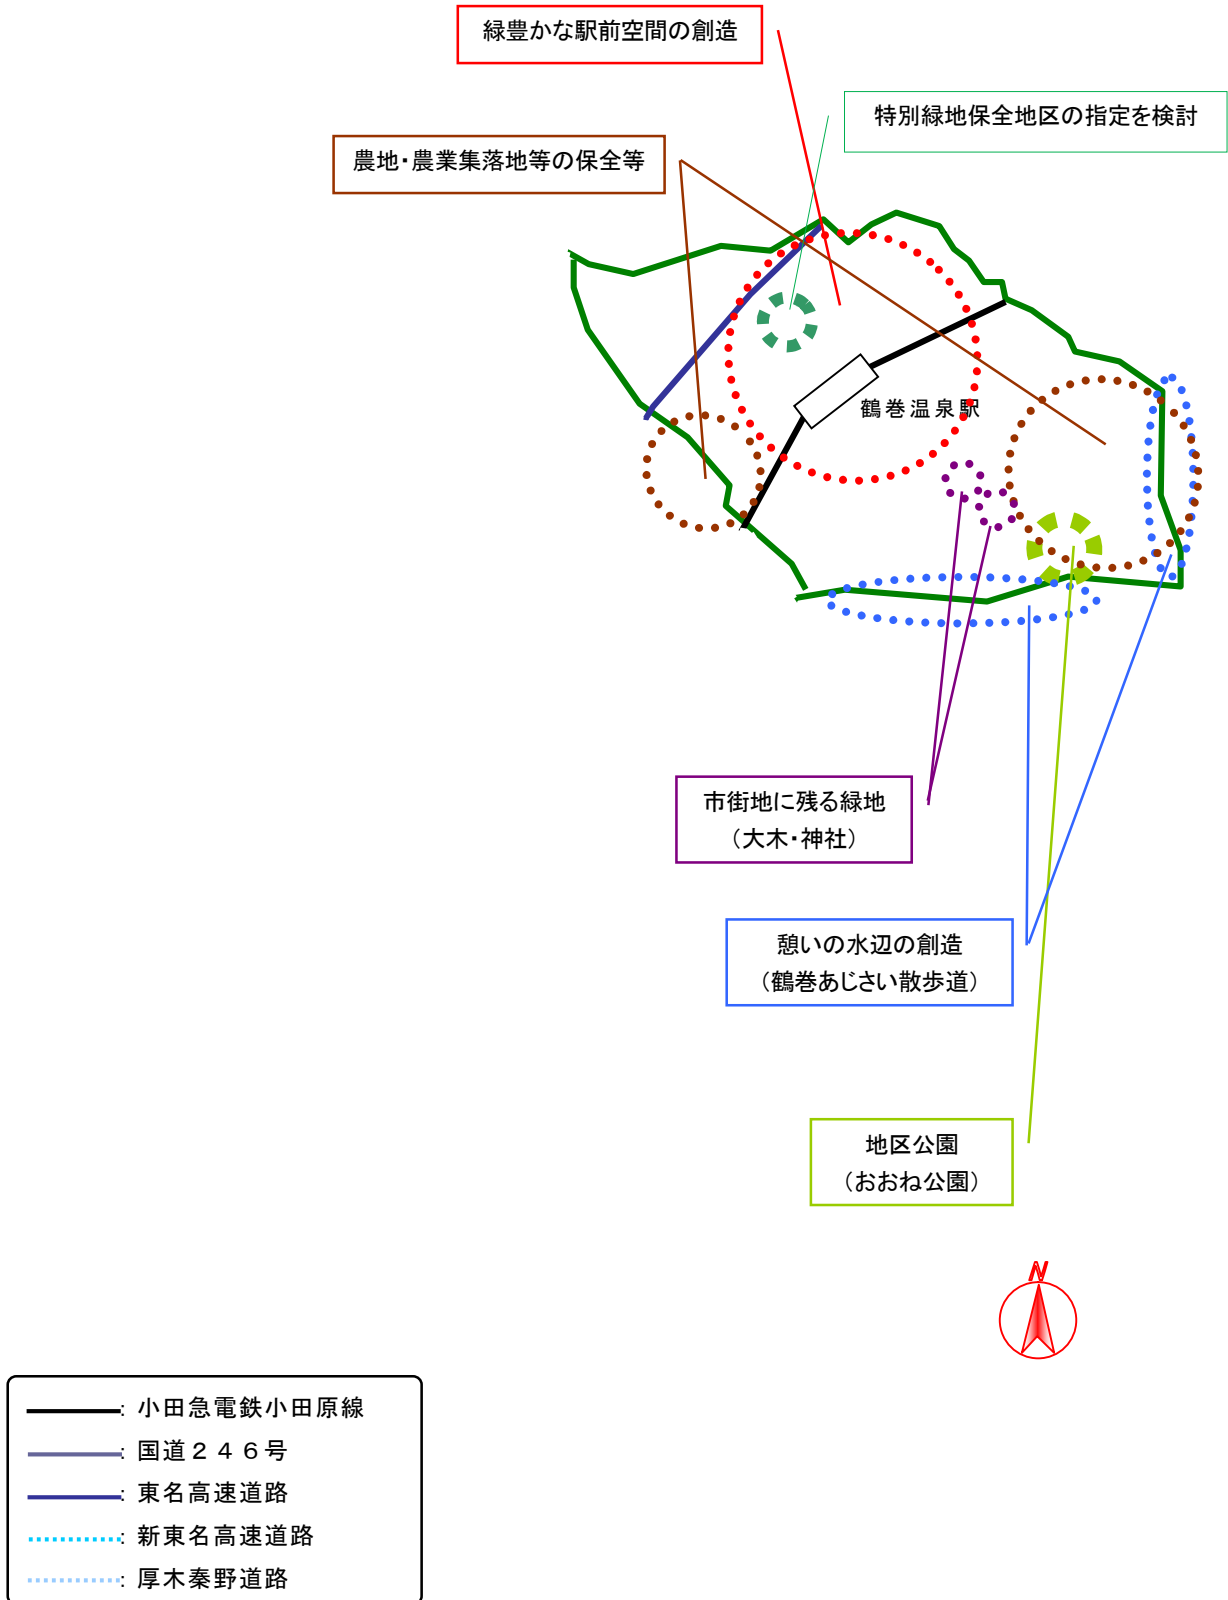 緑豊かな駅前空間の創造
特別緑地保全地区の指定を検討
農地・農業集落地等の保全等
鶴巻温泉駅
市街地に残る緑地
（大木・神社）
憩いの水辺の創造
（鶴巻あじさい散歩道）
地区公園
（おおね公園）
N
: 小田急電鉄小田原線
: 国道２４６号
: 東名高速道路
: 新東名高速道路
: 厚木秦野道路